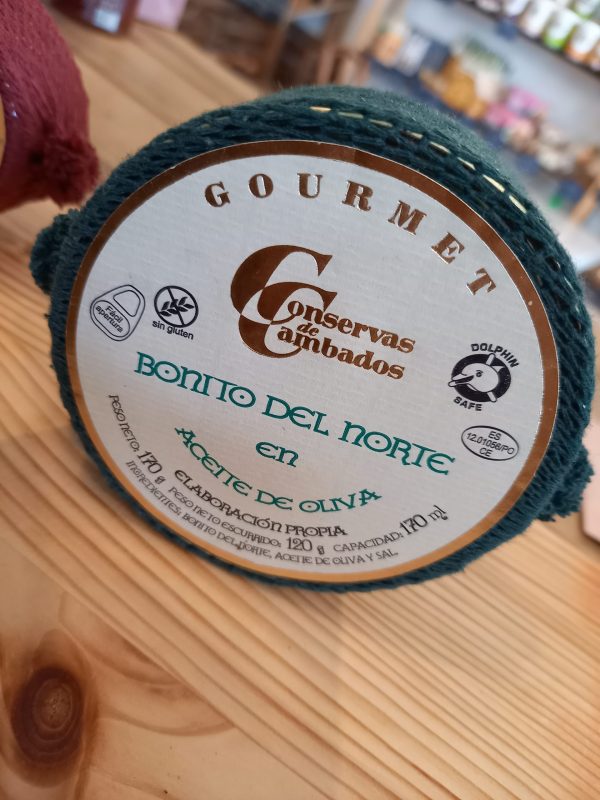 GOURMET
Conservas
de
Cambados
Fácil
apertura
sin gluten
DOLPHIN
SAFE
BONITO DEL NORTE
EN
ACEITE DE OLIVA
ES
12.01056/PO
CE
ELABORACIÓN PROPIA
PESO NETO: 170 g PESO NETO ESCURRIDO: 120 g CAPACIDAD: 170 ml
INGREDIENTES: BONITO DEL NORTE, ACEITE DE OLIVA Y SAL.